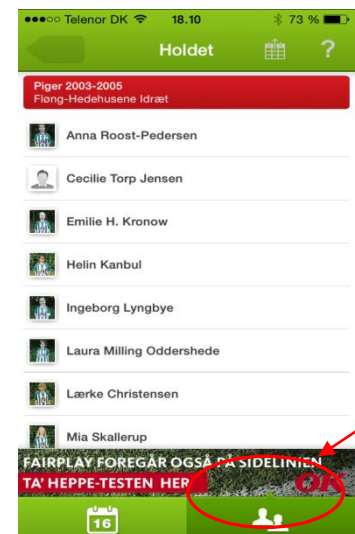 Telenor DK 18.10 73 %
Holdet ?
Piger 2003-2005
Fløng-Hedehusene Idræt
Anna Roost-Pedersen
Cecilie Torp Jensen
Emilie H. Kronow
Helin Kanbul
Ingeborg Lyngbye
Laura Milling Oddershede
Lærke Christensen
Mia Skallerup
FAIRPLAY FOREGÅR OGSÅ PÅ SIDELINIEN
TA' HEPPE-TESTEN HER
OK
16